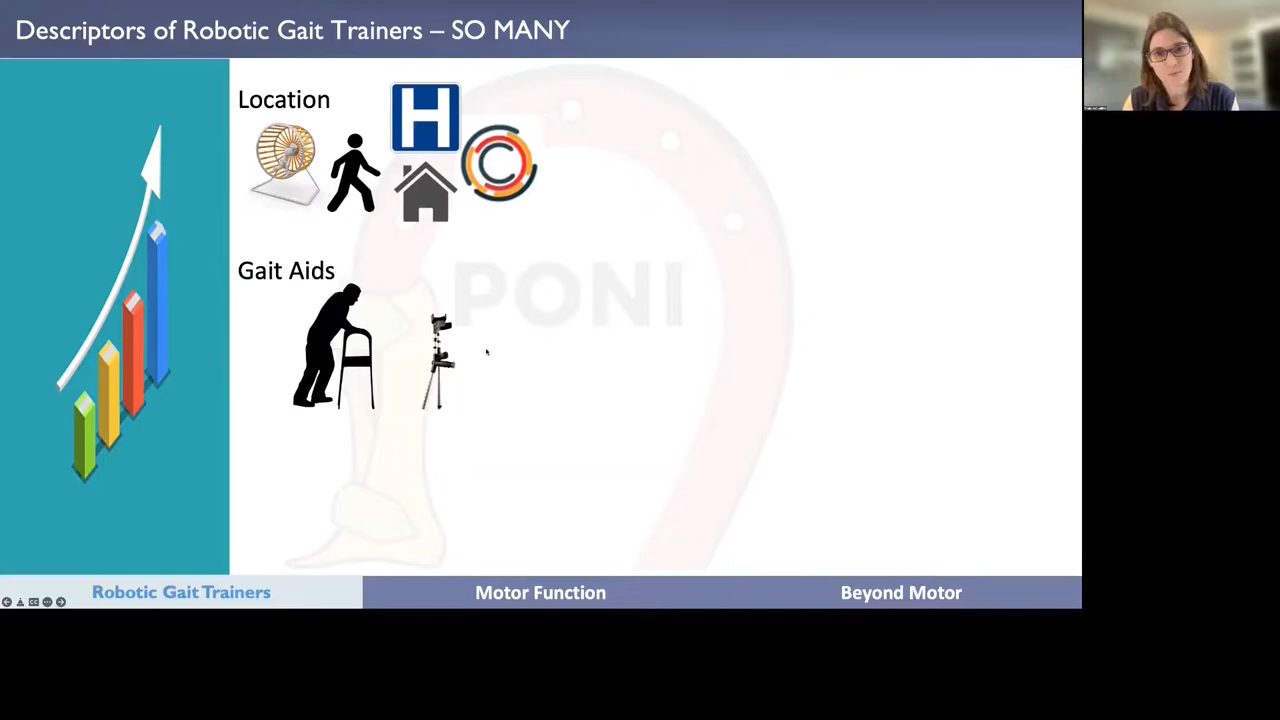 Descriptors of Robotic Gait Trainers – SO MANY
Location
H
Gait Aids
PONI
Robotic Gait Trainers
Motor Function
Beyond Motor